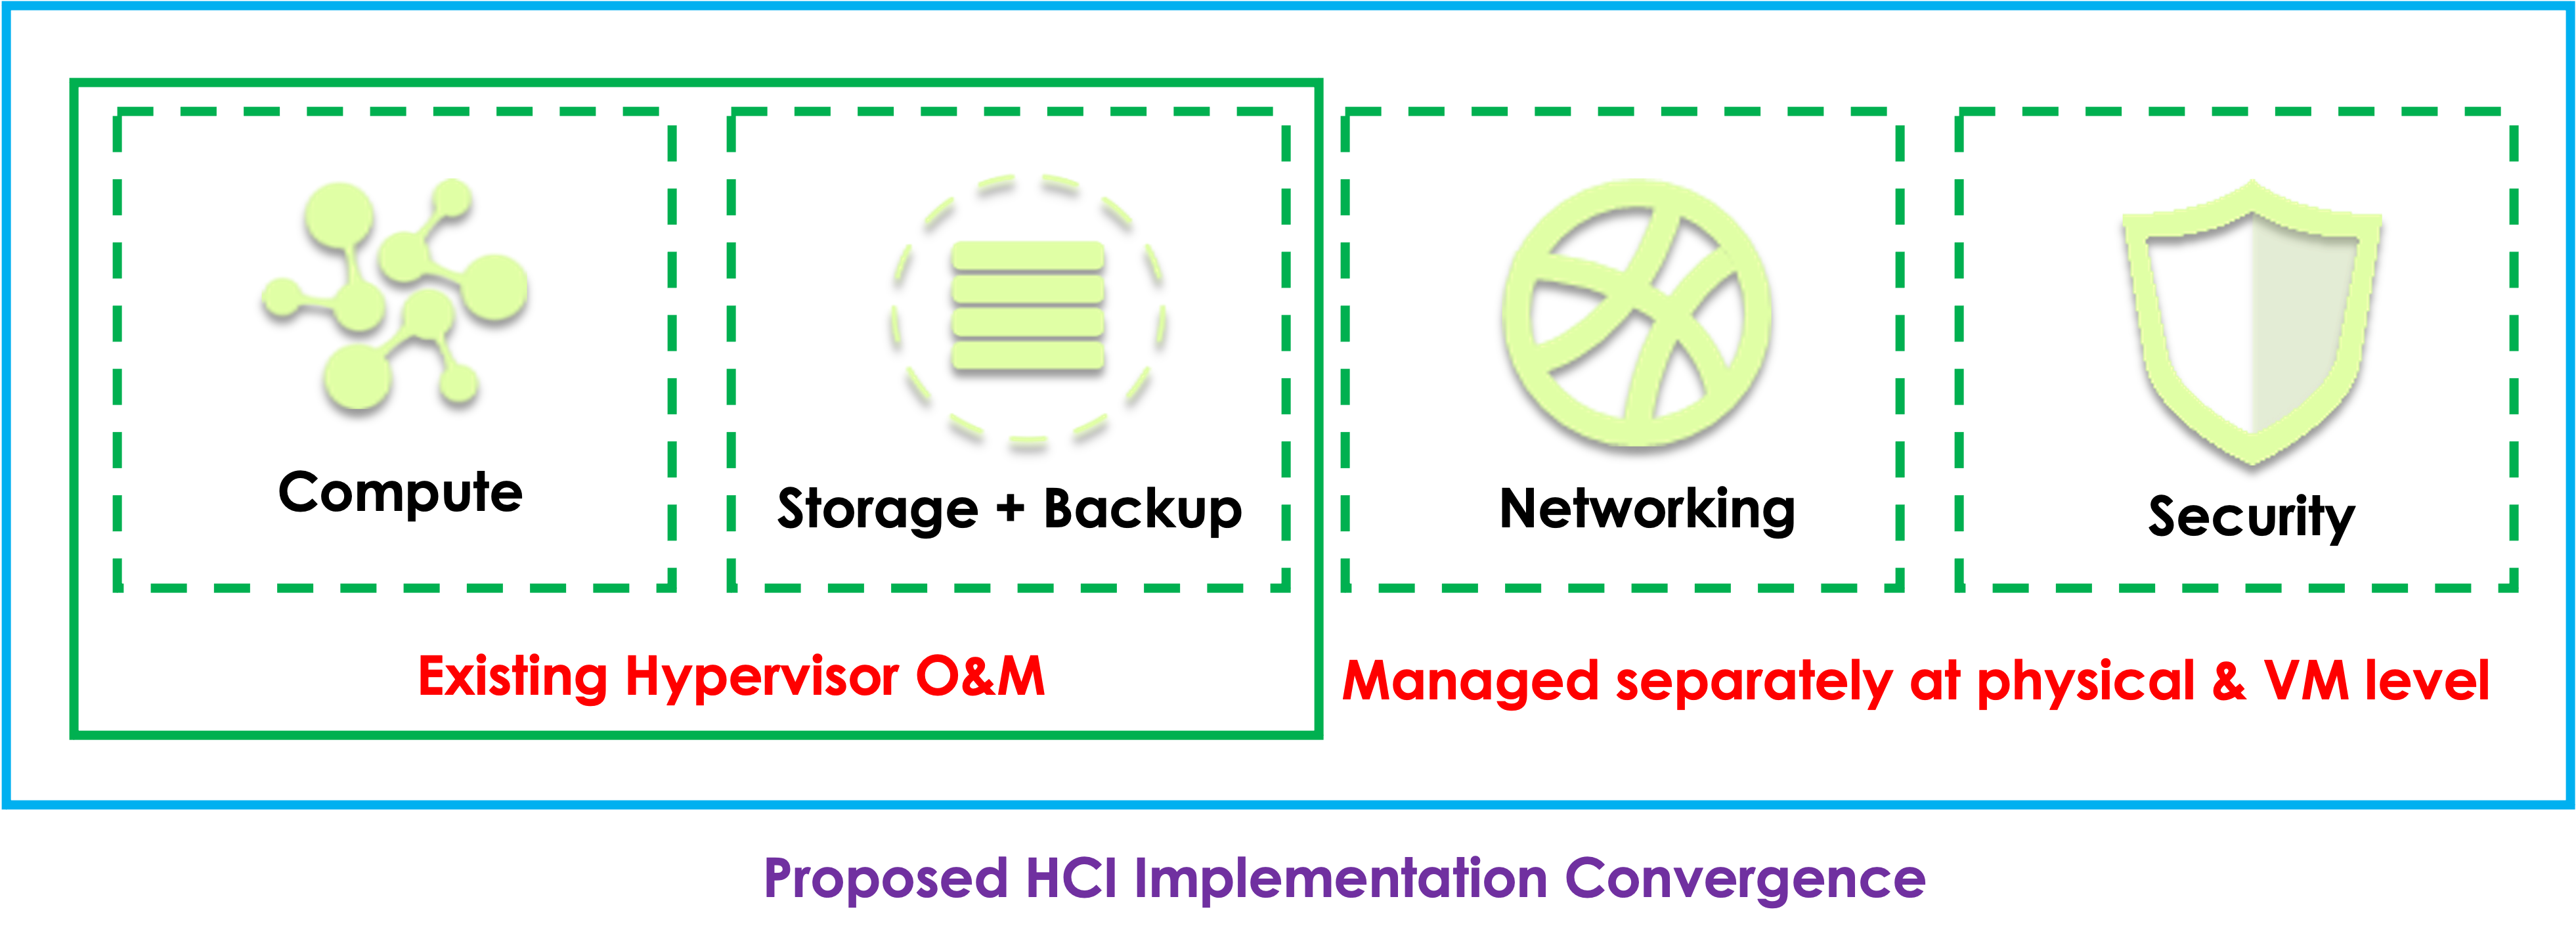 Compute
Storage + Backup
Networking
Security
Existing Hypervisor O&M
Managed separately at physical & VM level
Proposed HCI Implementation Convergence